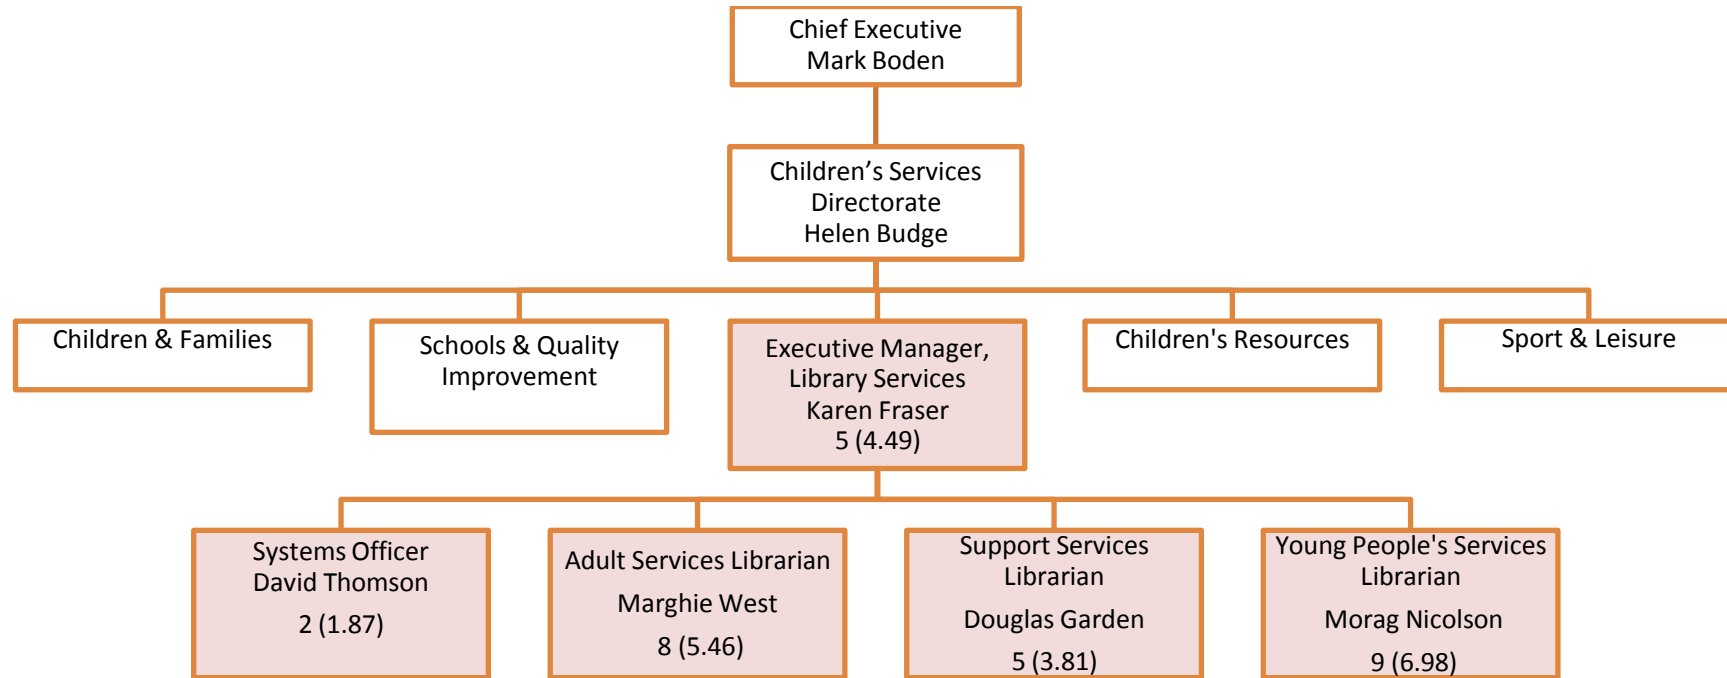 Chief Executive
Mark Boden
Children’s Services
Directorate
Helen Budge
Children & Families
Schools & Quality
Improvement
Executive Manager,
Library Services
Karen Fraser
5 (4.49)
Children's Resources
Sport & Leisure
Systems Officer
David Thomson
2 (1.87)
Adult Services Librarian
Marghie West
8 (5.46)
Support Services
Librarian
Douglas Garden
5 (3.81)
Young People's Services
Librarian
Morag Nicolson
9 (6.98)